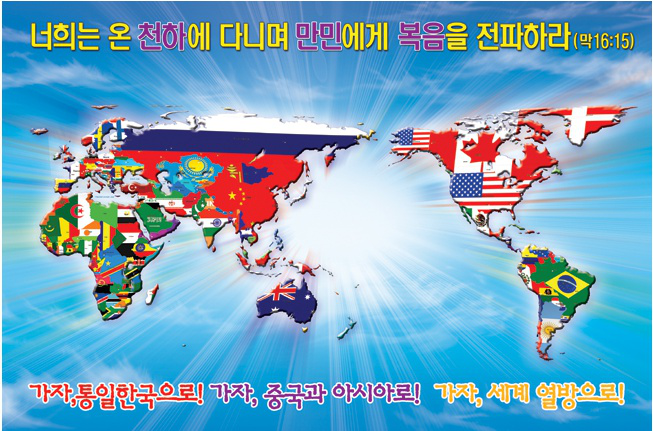 너희는 온 천하에 다니며 만민에게 복음을 전파하라(막16:15)
가자,통일한국으로! 가자, 중국과 아시아로! 가자, 세계 열방으로!